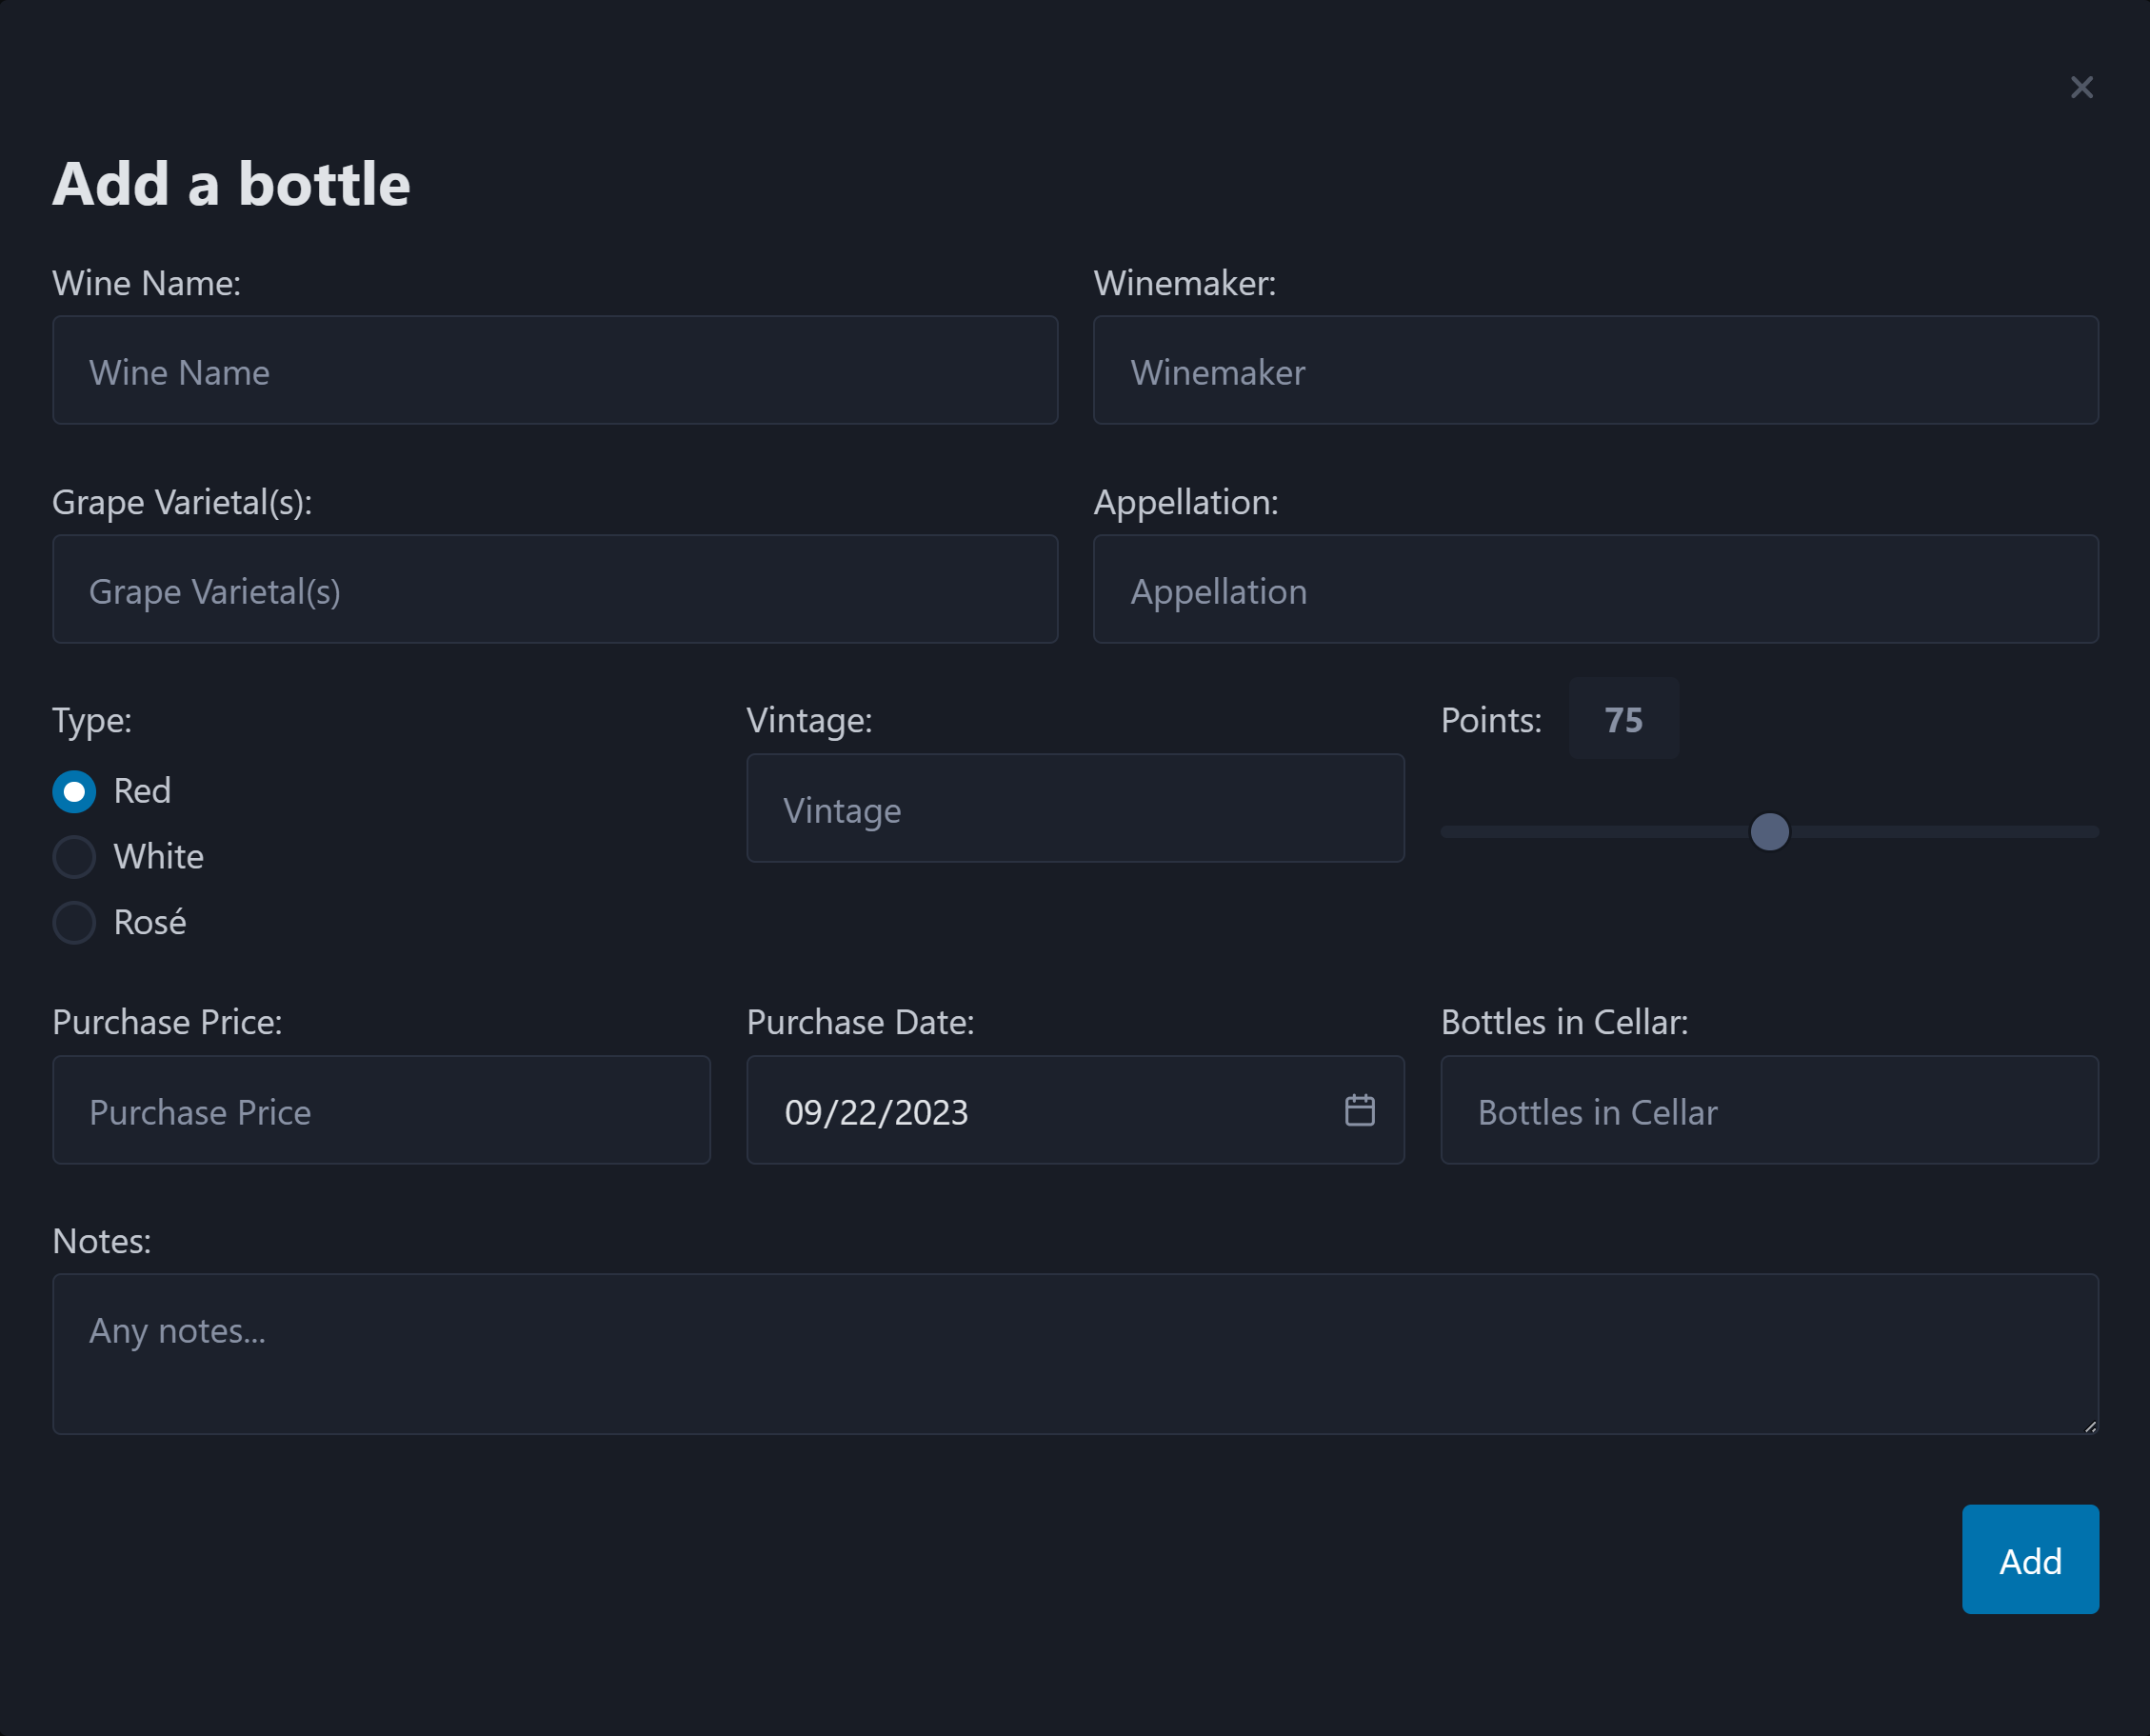 Add a bottle
Wine Name: Winemaker:
Wine Name Winemaker
Grape Varietal(s): Appellation:
Grape Varietal(s) Appellation
Type: Vintage: Points: 75
Red
Vintage
White
Rosé
Purchase Price: Purchase Date: Bottles in Cellar:
Purchase Price 09/22/2023 Bottles in Cellar
Notes:
Any notes...
Add